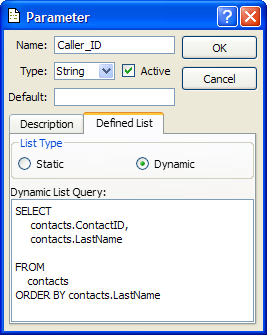 Parameter
Name: Caller_ID
OK
Type: String Active
Cancel
Default:
Description Defined List
List Type
Static Dynamic
Dynamic List Query:
SELECT
contacts.ContactID,
contacts.LastName
FROM
contacts
ORDER BY contacts.LastName